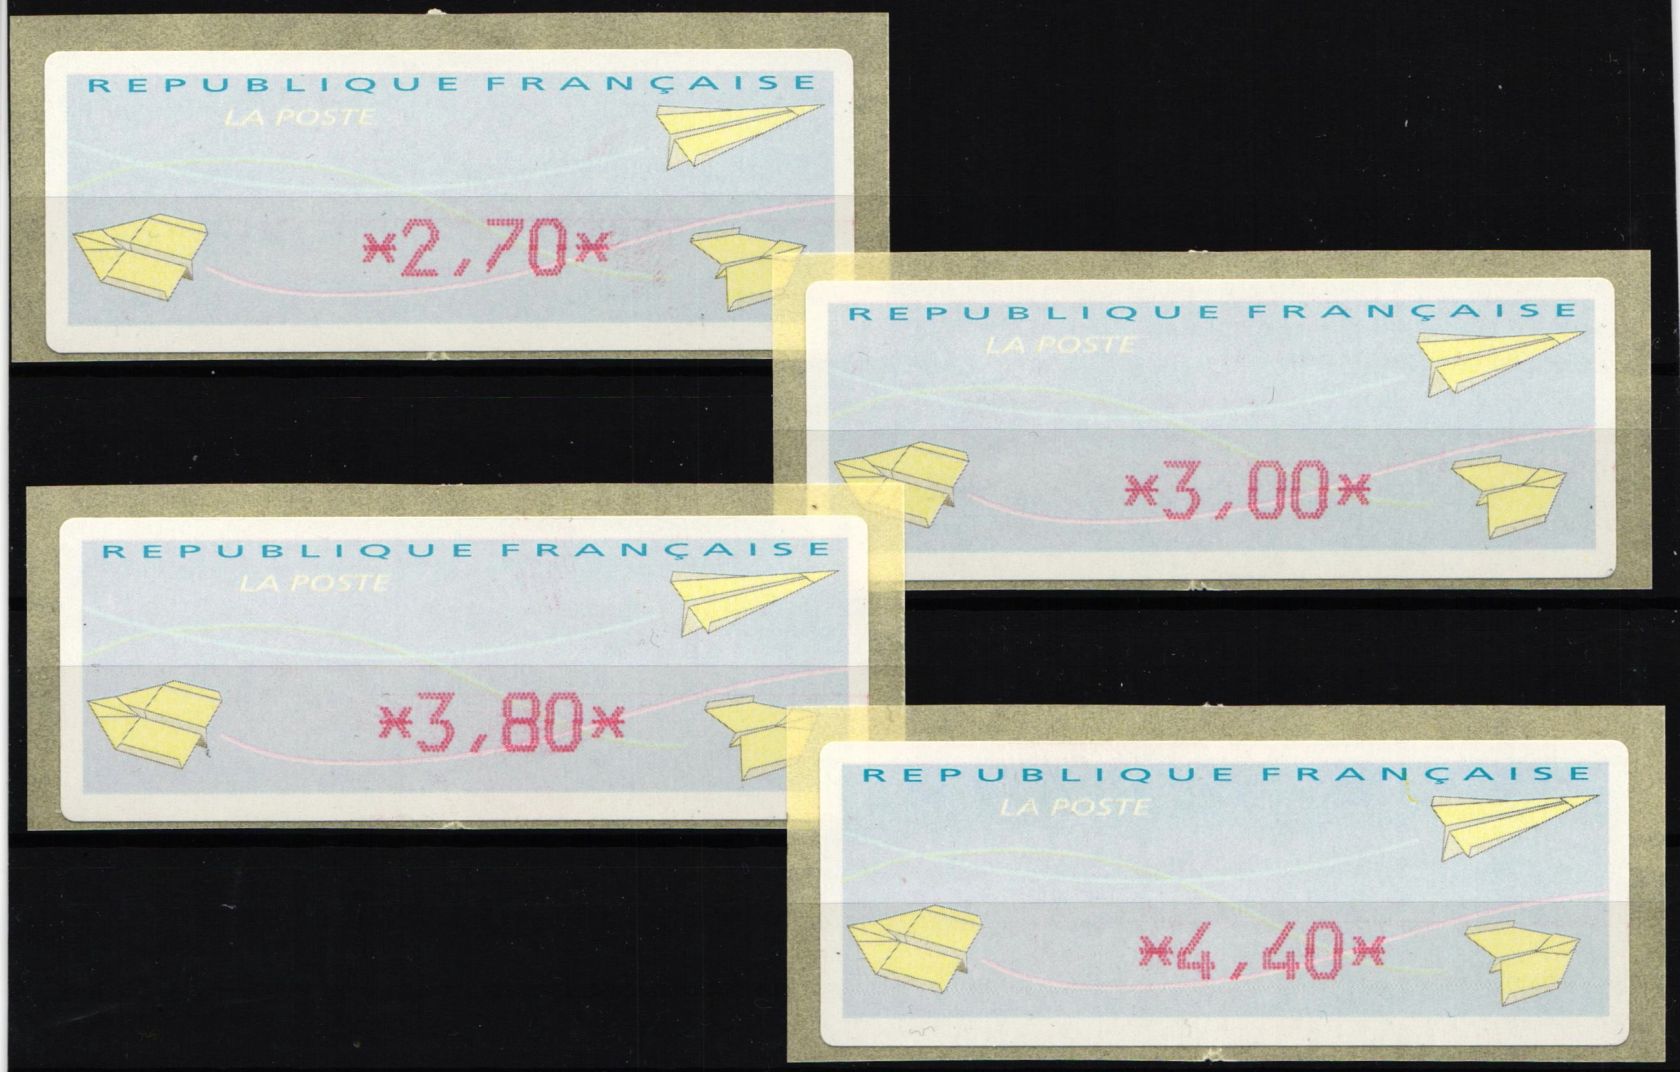 REPUBLIQUE FRANÇAISE
LA POSTE
*2,70*
REPUBLIQUE FRANÇAISE
LA POSTE
*3,00*
REPUBLIQUE FRANÇAISE
LA POSTE
*3,80*
REPUBLIQUE FRANÇAISE
LA POSTE
*4,40*